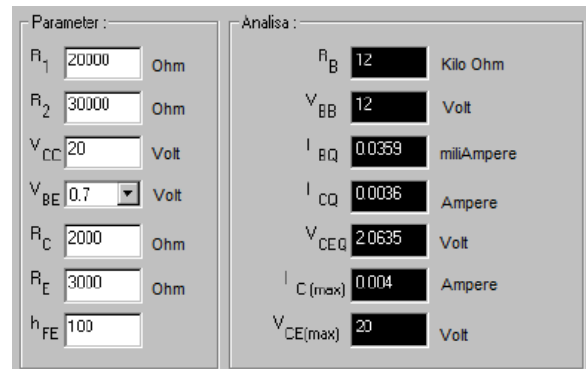 Parameter :
R1 20000 Ohm
R2 30000 Ohm
VCC 20 Volt
VBE 0.7 Volt
RC 2000 Ohm
RE 3000 Ohm
hFE 100
Analisa :
RB 12 Kilo Ohm
VBB 12 Volt
IBQ 0.0359 miliAmpere
ICQ 0.0036 Ampere
VCEQ 2.0635 Volt
IC(max) 0.004 Ampere
VCE(max) 20 Volt